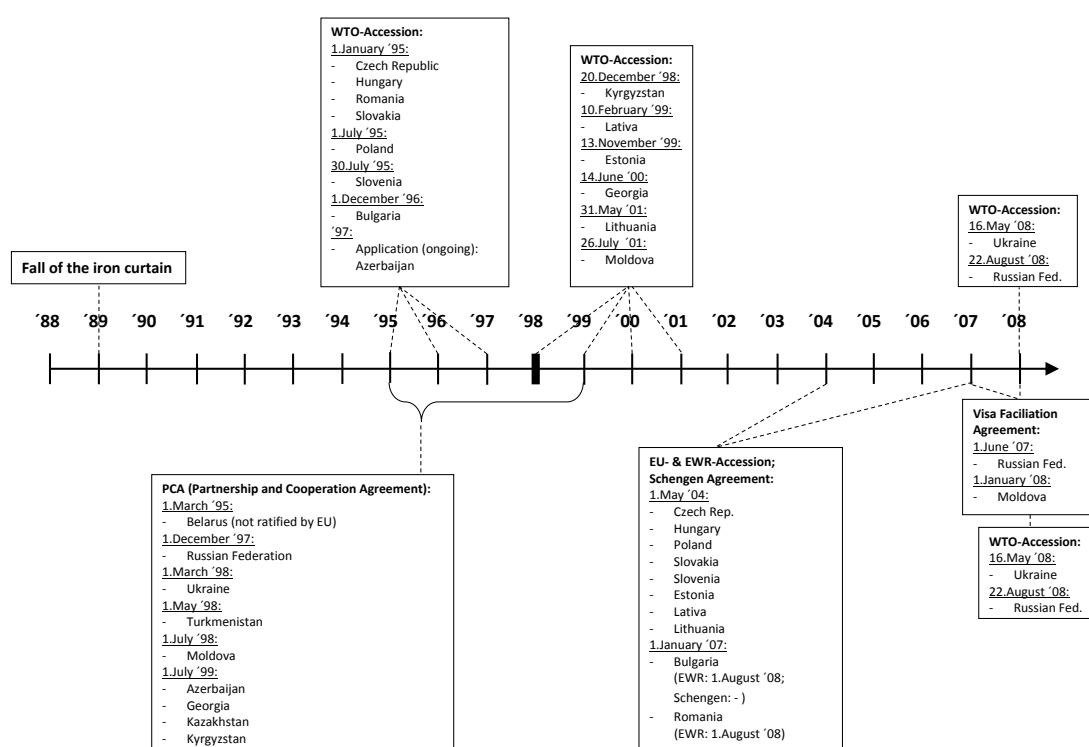 WTO-Accession:
1.January ´95:
- Czech Republic
- Hungary
- Romania
- Slovakia
1.July ´95:
- Poland
30.July ´95:
- Slovenia
1.December ´96:
- Bulgaria
´97:
- Application (ongoing):
Azerbaijan
WTO-Accession:
20.December ´98:
- Kyrgyzstan
10.February ´99:
- Lativa
13.November ´99:
- Estonia
14.June ´00:
- Georgia
31.May ´01:
- Lithuania
26.July ´01:
- Moldova
WTO-Accession:
16.May ´08:
- Ukraine
22.August ´08:
- Russian Fed.
Fall of the iron curtain
´88 ´89 ´90 ´91 ´92 ´93 ´94 ´95 ´96 ´97 ´98 ´99 ´00 ´01 ´02 ´03 ´04 ´05 ´06 ´07 ´08
PCA (Partnership and Cooperation Agreement):
1.March ´95:
- Belarus (not ratified by EU)
1.December ´97:
- Russian Federation
1.March ´98:
- Ukraine
1.May ´98:
- Turkmenistan
1.July ´98:
- Moldova
1.July ´99:
- Azerbaijan
- Georgia
- Kazakhstan
- Kyrgyzstan
EU- & EWR-Accession;
Schengen Agreement:
1.May ´04:
- Czech Rep.
- Hungary
- Poland
- Slovakia
- Slovenia
- Estonia
- Lativa
- Lithuania
1.January ´07:
- Bulgaria
(EWR: 1.August ´08;
Schengen: - )
- Romania
(EWR: 1.August ´08)
Visa Faciliation
Agreement:
1.June ´07:
- Russian Fed.
1.January ´08:
- Moldova
WTO-Accession:
16.May ´08:
- Ukraine
22.August ´08:
- Russian Fed.